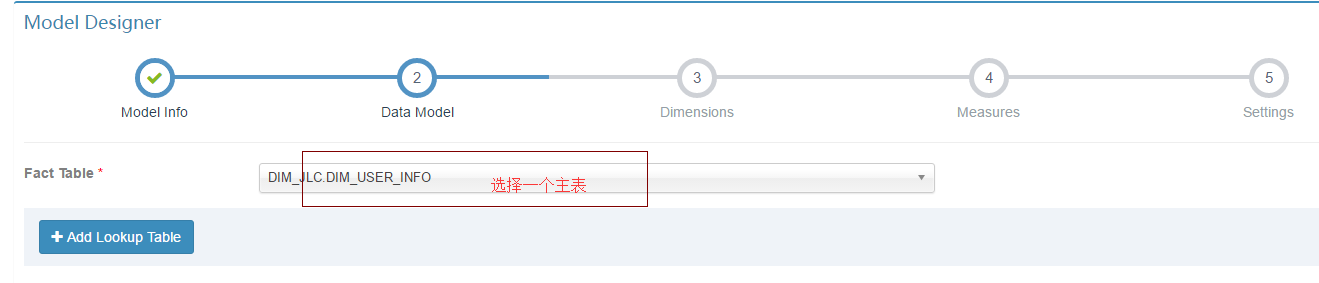 Model Designer
2
3
4
5
Model Info
Data Model
Dimensions
Measures
Settings
Fact Table *
DIM_JLC.DIM_USER_INFO
选择一个主表
Add Lookup Table